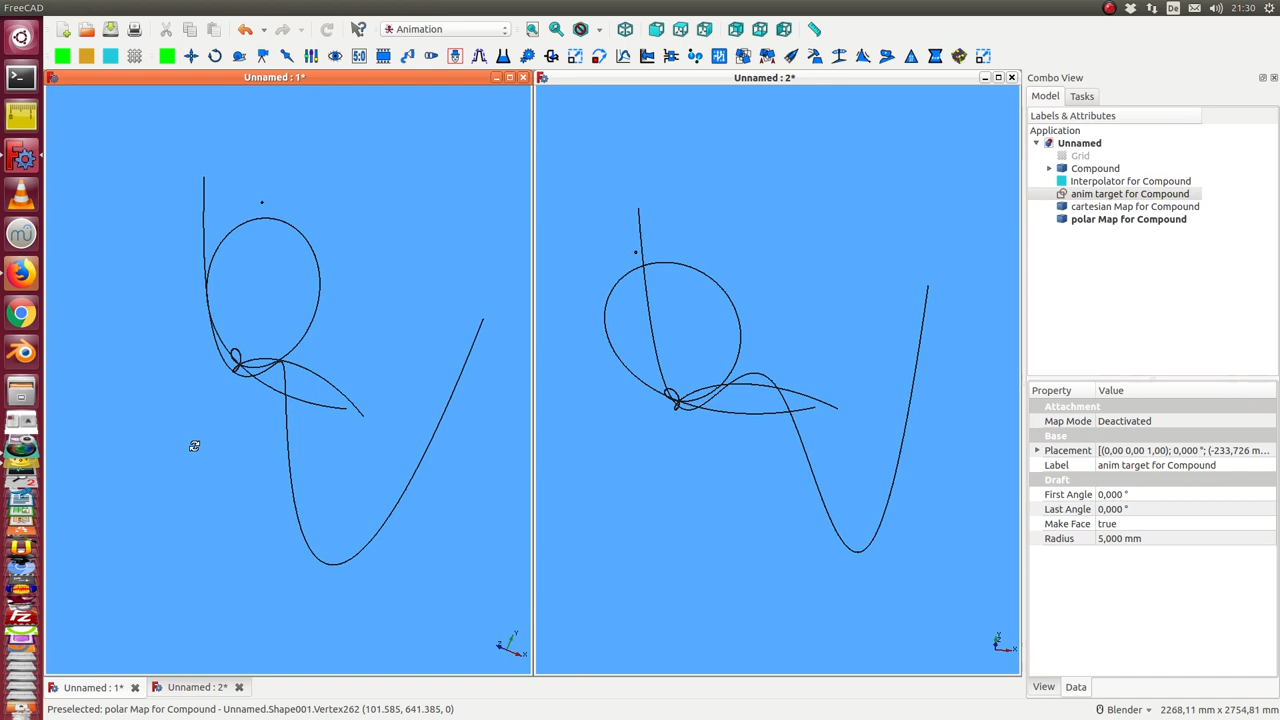 FreeCAD
De
21:30
Animation
Unnamed : 1*
Unnamed : 2*
Combo View
Model
Tasks
Labels & Attributes
Application
Unnamed
Grid
Compound
Interpolator for Compound
anim target for Compound
cartesian Map for Compound
polar Map for Compound
Property
Value
Attachment
Map Mode
Deactivated
Base
Placement
[(0,00 0,00 1,00); 0,000 °; (-233,726 m...
Label
anim target for Compound
Draft
First Angle
0,000 °
Last Angle
0,000 °
Make Face
true
Radius
5,000 mm
Y
Z
X
Y
X
Unnamed : 1*
Unnamed : 2*
View
Data
Preselected: polar Map for Compound - Unnamed.Shape001.Vertex262 (101.585, 641.385, 0)
Blender
2268,11 mm x 2754,81 mm